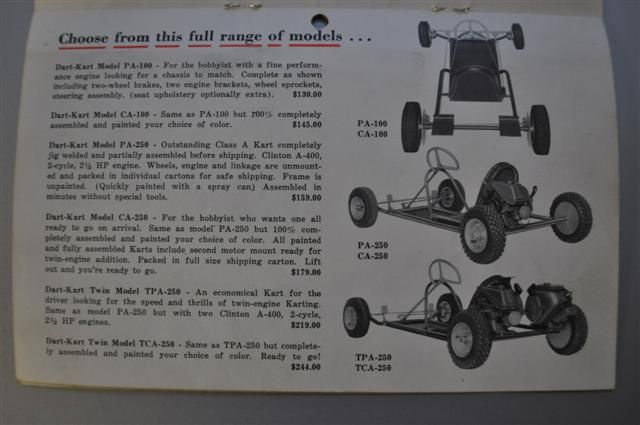 Choose from this full range of models . . .
Dart-Kart Model PA-100 - For the hobbyist with a fine perform-
ance engine looking for a chassis to match. Complete as shown
including two-wheel brakes, two engine brackets, wheel sprockets,
steering assembly, (seat upholstery optionally extra). $130.00
Dart-Kart Model CA-100 - Same as PA-100 but 100% completely
assembled and painted your choice of color. $145.00
Dart-Kart Model PA-250 - Outstanding Class A Kart completely
jig welded and partially assembled before shipping. Clinton A-400,
2-cycle, 2½ HP engine. Wheels, engine and linkage are unmount-
ed and packed in individual cartons for safe shipping. Frame is
unpainted. (Quickly painted with a spray can) Assembled in
minutes without special tools. $159.00
Dart-Kart Model CA-250 - For the hobbyist who wants one all
ready to go on arrival. Same as model PA-250 but 100% com-
pletely assembled and painted your choice of color. All painted
and fully assembled Karts include second motor mount ready for
twin-engine addition. Packed in full size shipping carton. Lift
out and you're ready to go. $179.00
Dart-Kart Twin Model TPA-250 - An economical Kart for the
driver looking for the speed and thrills of twin-engine Karting.
Same as model PA-250 but with two Clinton A-400, 2-cycle,
2½ HP engines. $219.00
Dart-Kart Twin Model TCA-250 - Same as TPA-250 but complete-
ly assembled and painted your choice of color. Ready to go!
$244.00
PA-100
CA-100
PA-250
CA-250
TPA-250
TCA-250